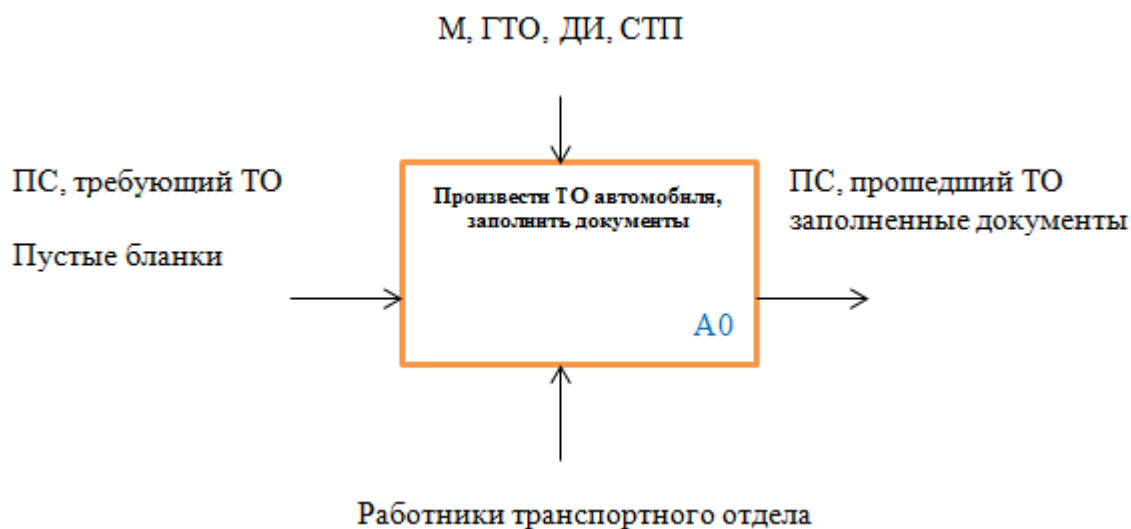 М, ГТО, ДИ, СТП
ПС, требующий ТО
Пустые бланки
Произвести ТО автомобиля,
заполнить документы
А0
ПС, прошедший ТО
заполненные документы
Работники транспортного отдела